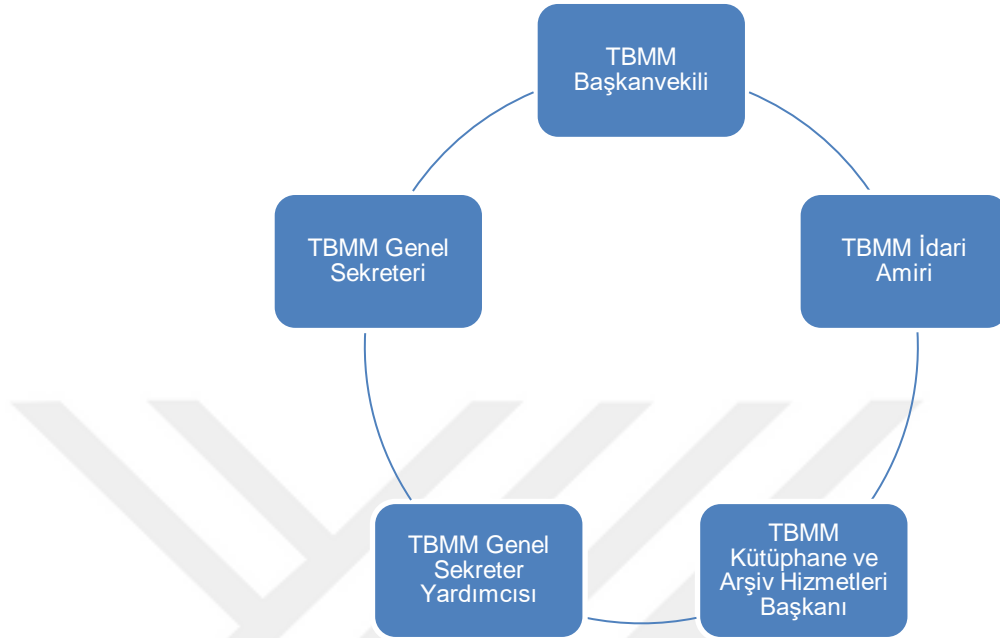 TBMM
Başkanvekili
TBMM Genel
Sekreteri
TBMM İdari
Amiri
TBMM Genel
Sekreter
Yardımcısı
TBMM
Kütüphane ve
Arşiv Hizmetleri
Başkanı